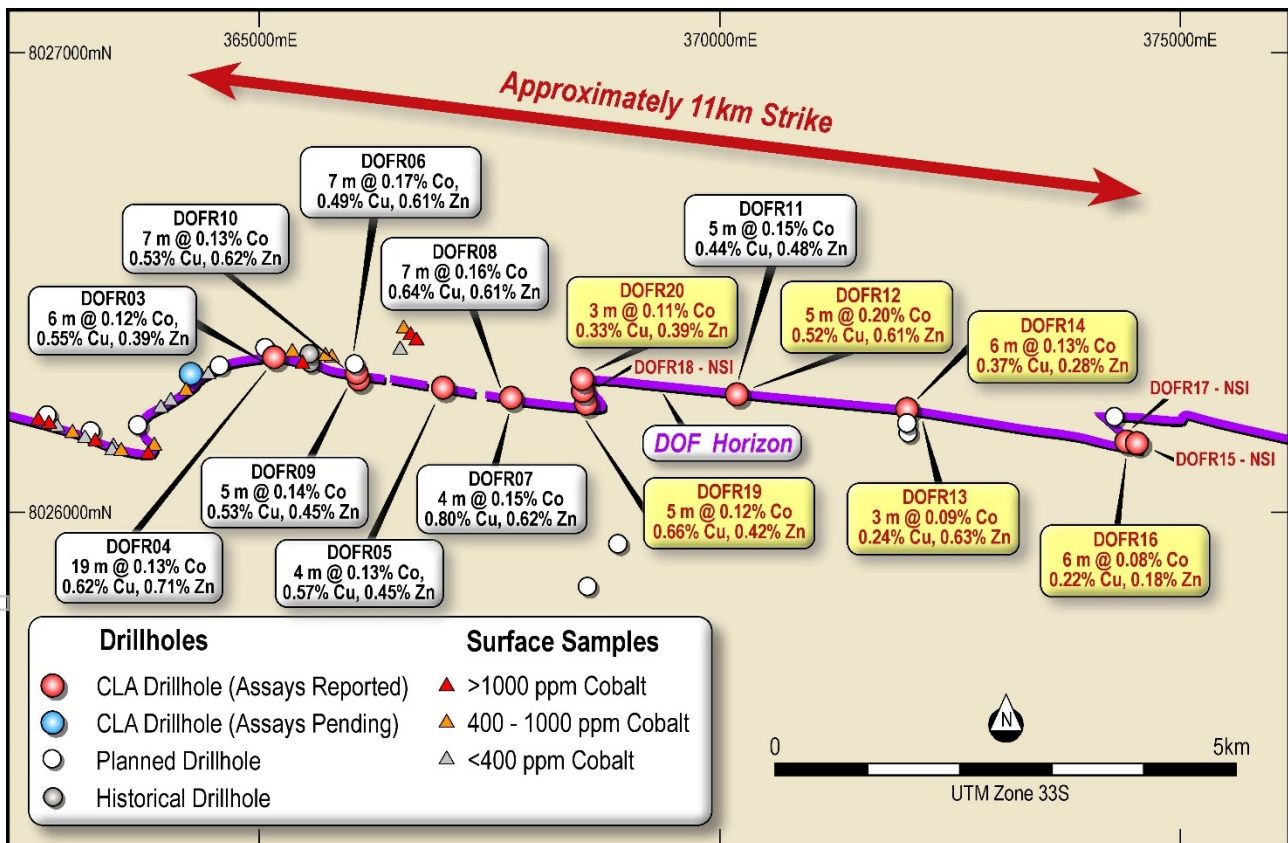 365000mE
370000mE
375000mE
8027000mN
Approximately 11km Strike
DOFR06
7 m @ 0.17% Co,
0.49% Cu, 0.61% Zn
DOFR10
7 m @ 0.13% Co
0.53% Cu, 0.62% Zn
DOFR11
5 m @ 0.15% Co
0.44% Cu, 0.48% Zn
DOFR08
7 m @ 0.16% Co
0.64% Cu, 0.61% Zn
DOFR03
6 m @ 0.12% Co,
0.55% Cu, 0.39% Zn
DOFR20
3 m @ 0.11% Co
0.33% Cu, 0.39% Zn
DOFR12
5 m @ 0.20% Co
0.52% Cu, 0.61% Zn
DOFR14
6 m @ 0.13% Co
0.37% Cu, 0.28% Zn
DOFR18 - NSI
DOFR17 - NSI
DOF Horizon
DOFR15 - NSI
DOFR09
5 m @ 0.14% Co
0.53% Cu, 0.45% Zn
DOFR07
4 m @ 0.15% Co
0.80% Cu, 0.62% Zn
DOFR19
5 m @ 0.12% Co
0.66% Cu, 0.42% Zn
DOFR13
3 m @ 0.09% Co
0.24% Cu, 0.63% Zn
8026000mN
DOFR04
19 m @ 0.13% Co
0.62% Cu, 0.71% Zn
DOFR05
4 m @ 0.13% Co,
0.57% Cu, 0.45% Zn
DOFR16
6 m @ 0.08% Co
0.22% Cu, 0.18% Zn
Drillholes
CLA Drillhole (Assays Reported)
CLA Drillhole (Assays Pending)
Planned Drillhole
Historical Drillhole
Surface Samples
>1000 ppm Cobalt
400 - 1000 ppm Cobalt
<400 ppm Cobalt
N
0
5km
UTM Zone 33S